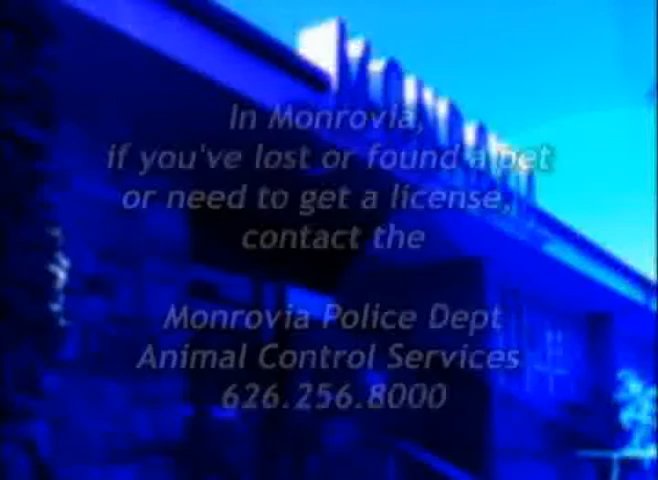 In Monrovia,
if you've lost or found a pet
or need to get a license,
contact the
Monrovia Police Dept
Animal Control Services
626.256.8000